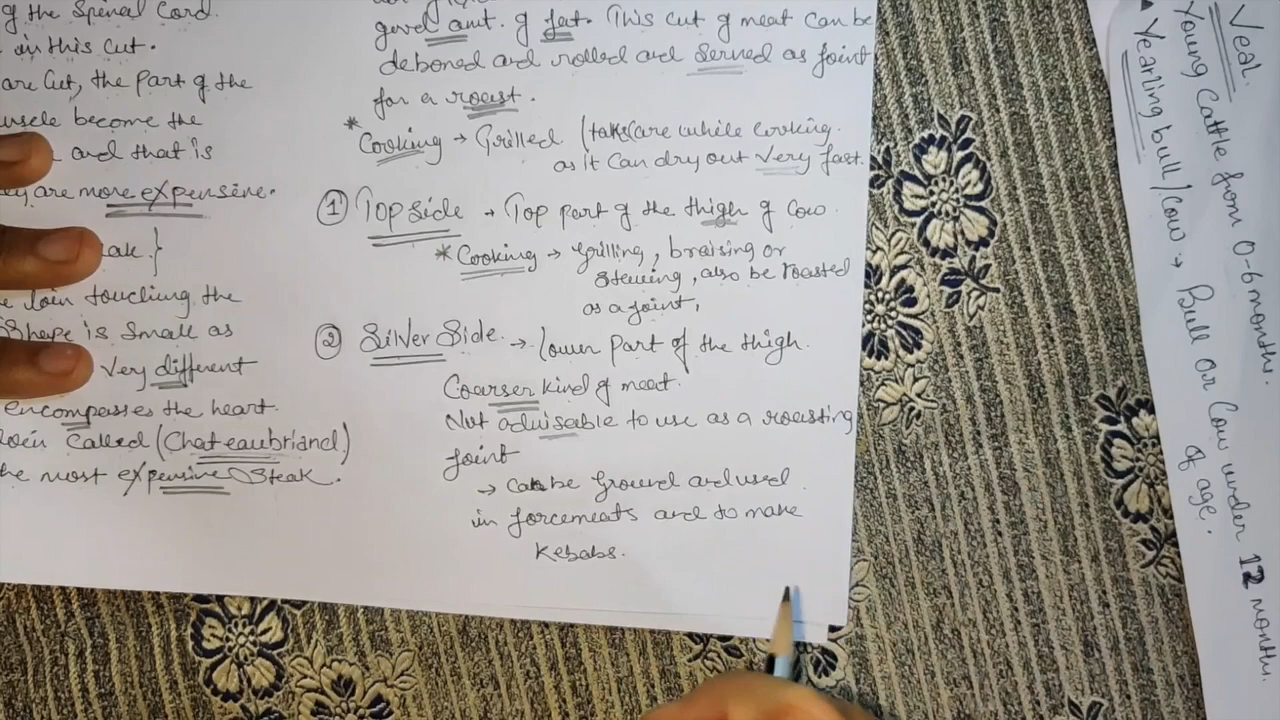 of the Spenal Cord.
in this cut.
are Cut, the part of the
become the
and that is
are more expensive.
loin touching the
Shape is small as
Very different
encompasses the heart.
called (Chateaubriand)
the most expensive Steak.
good amt. of fat. This cut of meat can be
deboned and rolled and served as joint
for a roast.
* Cooking → Grilled (take care while cooking
as it can dry out very fast.
① Top Side → Top part of the thigh of cow.
* Cooking → Grilling, braising or
stewing, also be roasted
as a joint,
② Silver Side. → lower part of the thigh.
Coarser kind of meat.
Not adviseable to use as a roasting
joint
→ Can be ground and used
in forcemeats and to make
Kebabs.
Veal.
Young cattle from 0-6 months.
▲ Yearling bull/cow → Bull or Cow under 12 months
of age.